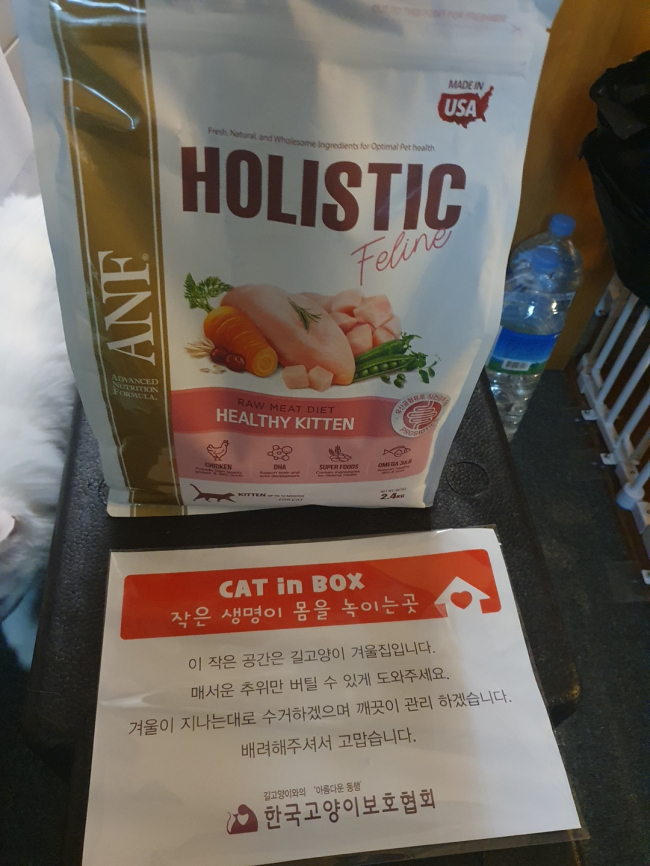 MADE IN
USA
Fresh, Natural, and Wholesome Ingredients for Optimal Pet health
HOLISTIC
Feline
ANF
ADVANCED
NUTRITION
FORMULA.
RAW MEAT DIET
HEALTHY KITTEN
CHICKEN
DHA
SUPER FOODS
OMEGA 3&6
KITTEN
2.4KG
CAT in BOX
작은 생명이 몸을 녹이는곳
이 작은 공간은 길고양이 겨울집입니다.
매서운 추위만 버틸 수 있게 도와주세요.
겨울이 지나는대로 수거하겠으며 깨끗이 관리 하겠습니다.
배려해주셔서 고맙습니다.
길고양이와의 '아름다운 동행'
한국고양이보호협회